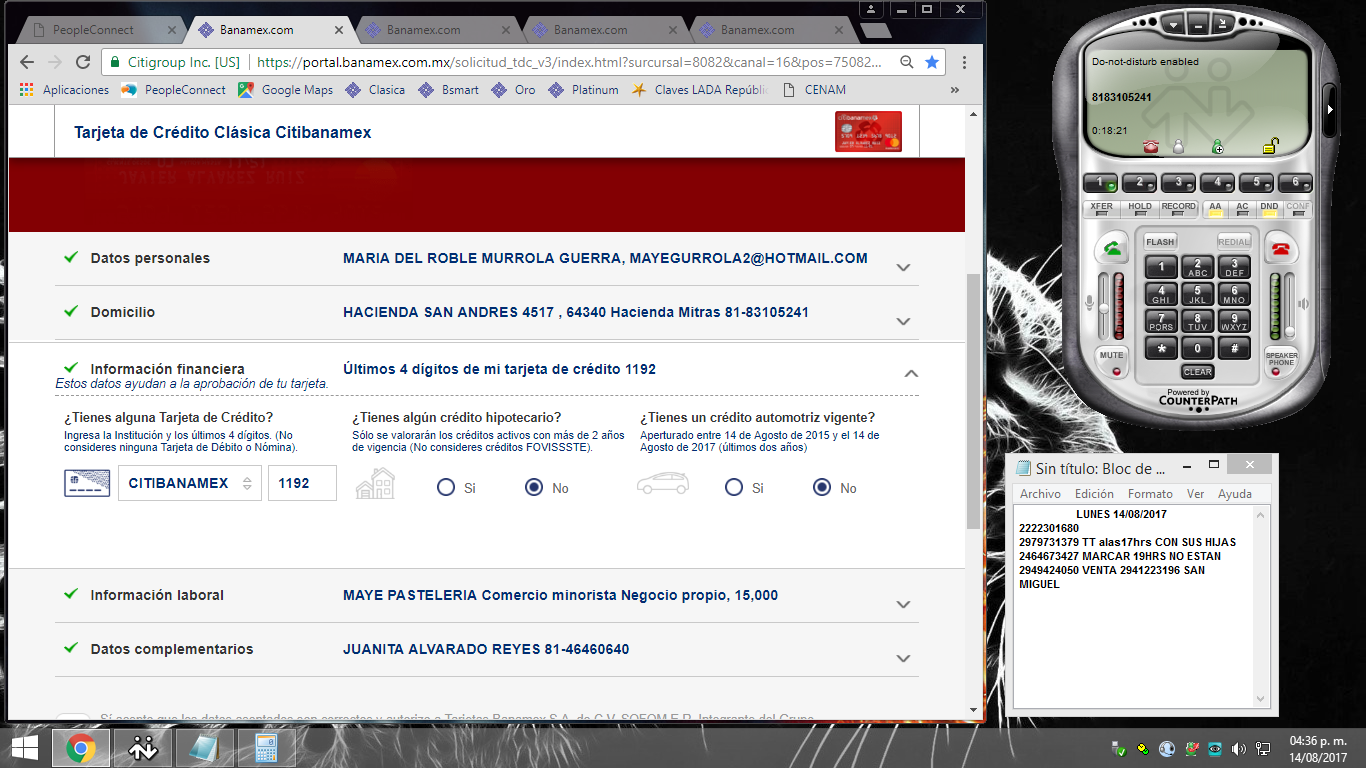 PeopleConnect
Banamex.com
Banamex.com
Banamex.com
Banamex.com
Citigroup Inc. [US]
https://portal.banamex.com.mx/solicitud_tdc_v3/index.html?surcursal=8082&canal=16&pos=75082...
Aplicaciones
PeopleConnect
Google Maps
Clasica
Bsmart
Oro
Platinum
Claves LADA Repúblic
CENAM
»
Tarjeta de Crédito Clásica Citibanamex
Datos personales
MARIA DEL ROBLE MURROLA GUERRA, MAYEGURROLA2@HOTMAIL.COM
Domicilio
HACIENDA SAN ANDRES 4517 , 64340 Hacienda Mitras 81-83105241
Información financiera
Últimos 4 dígitos de mi tarjeta de crédito 1192
Estos datos ayudan a la aprobación de tu tarjeta.
¿Tienes alguna Tarjeta de Crédito?
Ingresa la Institución y los últimos 4 dígitos. (No
consideres ninguna Tarjeta de Débito o Nómina).
CITIBANAMEX
1192
¿Tienes algún crédito hipotecario?
Sólo se valorarán los créditos activos con más de 2 años
de vigencia (No consideres créditos FOVISSSTE).
Si
No
¿Tienes un crédito automotriz vigente?
Aperturado entre 14 de Agosto de 2015 y el 14 de
Agosto de 2017 (últimos dos años)
Si
No
Información laboral
MAYE PASTELERIA Comercio minorista Negocio propio, 15,000
Datos complementarios
JUANITA ALVARADO REYES 81-46460640
Do-not-disturb enabled
8183105241
0:18:21
1
2
3
4
5
6
XFER
HOLD
RECORD
AA
AC
DND
CONF
FLASH
REDIAL
1
2 ABC
3 DEF
4 GHI
5 JKL
6 MNO
7 PQRS
8 TUV
9 WXYZ
*
0
#
MUTE
CLEAR
SPEAKER
PHONE
Powered by
COUNTERPATH
Sin título: Bloc de ...
Archivo
Edición
Formato
Ver
Ayuda
LUNES 14/08/2017
2222301680
2979731379 TT alas17hrs CON SUS HIJAS
2464673427 MARCAR 19HRS NO ESTAN
2949424050 VENTA 2941223196 SAN
MIGUEL
04:36 p. m.
14/08/2017